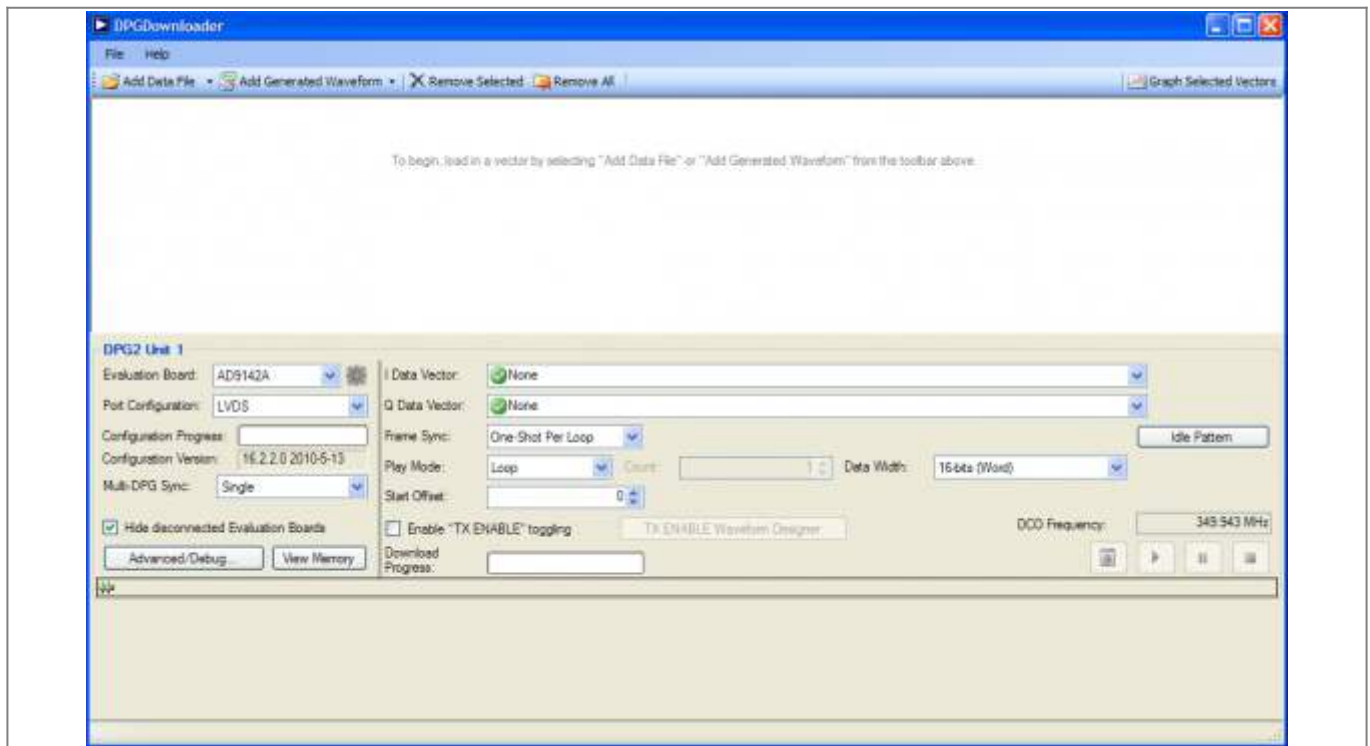 DPGDownloader
File Help
Add Data File Add Generated Waveform Remove Selected Remove All Graph Selected Vectors
To begin, load in a vector by selecting "Add Data File" or "Add Generated Waveform" from the toolbar above.
DPG2 Unit 1
Evaluation Board: AD9142A I Data Vector: None
Port Configuration: LVDS Q Data Vector: None
Configuration Progress: Frame Sync: One-Shot Per Loop Idle Pattern
Configuration Version: 16.2.2.0 2010-5-13
Play Mode: Loop Count: 1 Data Width: 16-bits (Word)
Multi-DPG Sync: Single
Start Offset: 0
Hide disconnected Evaluation Boards Enable "TX ENABLE" toggling TX ENABLE Waveform Designer DCO Frequency: 349.943 MHz
Advanced/Debug... View Memory Download
Progress: